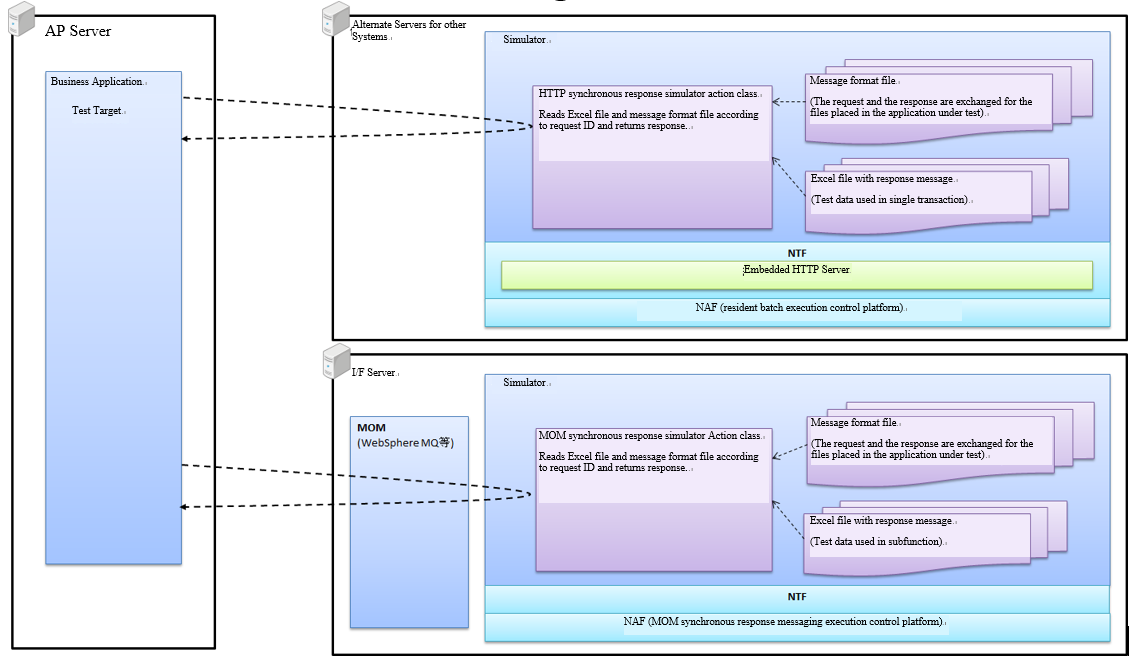 AP Server
Business Application.
Test Target.
Alternate Servers for other
Systems.
Simulator.
HTTP synchronous response simulator action class.
Reads Excel file and message format file according
to request ID and returns response..
Message format file.
(The request and the response are exchanged for the
files placed in the application under test).
Excel file with response message.
(Test data used in single transaction).
NTF
Embedded HTTP Server
NAF (resident batch execution control platform).
I/F Server.
MOM
(WebSphere MQ等)
Simulator.
MOM synchronous response simulator Action class.
Reads Excel file and message format file according
to request ID and returns response..
Message format file.
(The request and the response are exchanged for the
files placed in the application under test).
Excel file with response message.
(Test data used in subfunction).
NTF
NAF (MOM synchronous response messaging execution control platform).